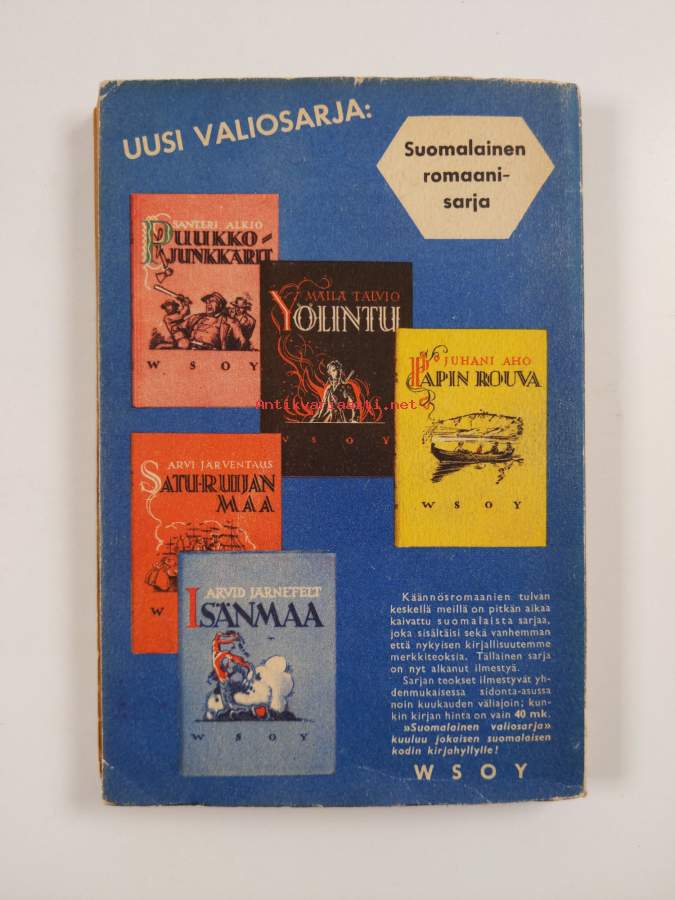 UUSI VALIOSARJA:
Suomalainen
romaani-
sarja
SANTERI ALKIO
PUUKKO-
JUNKKARIT
W S O Y
MAILA TALVIO
YÖLINTU
W S O Y
JUHANI AHO
PAPIN ROUVA
W S O Y
ARVI JÄRVENTAUS
SATU-RUIJAN
MAA
W
ARVID JÄRNEFELT
ISÄNMAA
W S O Y
Antikvariaatti.net
Käännösromaanien tulvan
keskellä meillä on pitkän aikaa
kaivattu suomalaista sarjaa,
joka sisältäisi sekä vanhemman
että nykyisen kirjallisuutemme
merkkiteoksia. Tällainen sarja
on nyt alkanut ilmestyä.
Sarjan teokset ilmestyvät yh-
denmukaisessa sidonta-asussa
noin kuukauden väliajoin; kun-
kin kirjan hinta on vain 40 mk.
»Suomalainen valiosarja»
kuuluu jokaisen suomalaisen
kodin kirjahyllylle!
WSOY